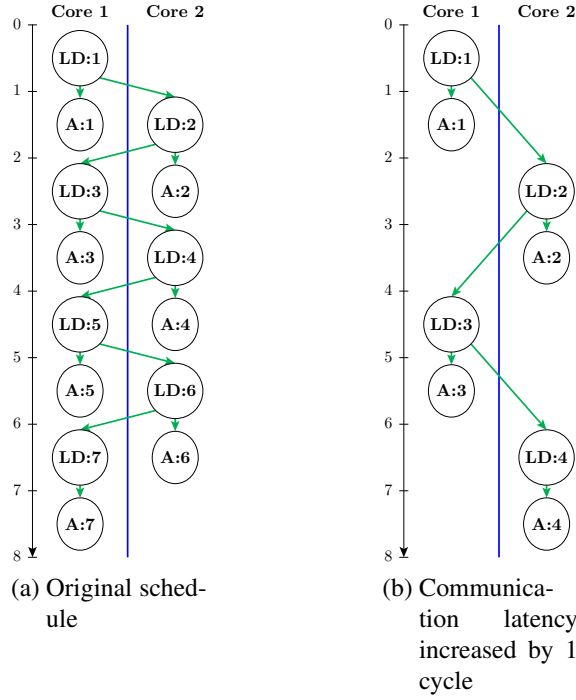 Core 1 Core 2
0
LD:1
1
A:1 LD:2
2
LD:3 A:2
3
A:3 LD:4
4
LD:5 A:4
5
A:5 LD:6
6
LD:7 A:6
7
A:7
8
(a) Original sched-
ule
Core 1 Core 2
0
LD:1
1
A:1
2
LD:2
3
A:2
4
LD:3
5
A:3
6
LD:4
7
A:4
8
(b) Communica-
tion latency
increased by 1
cycle